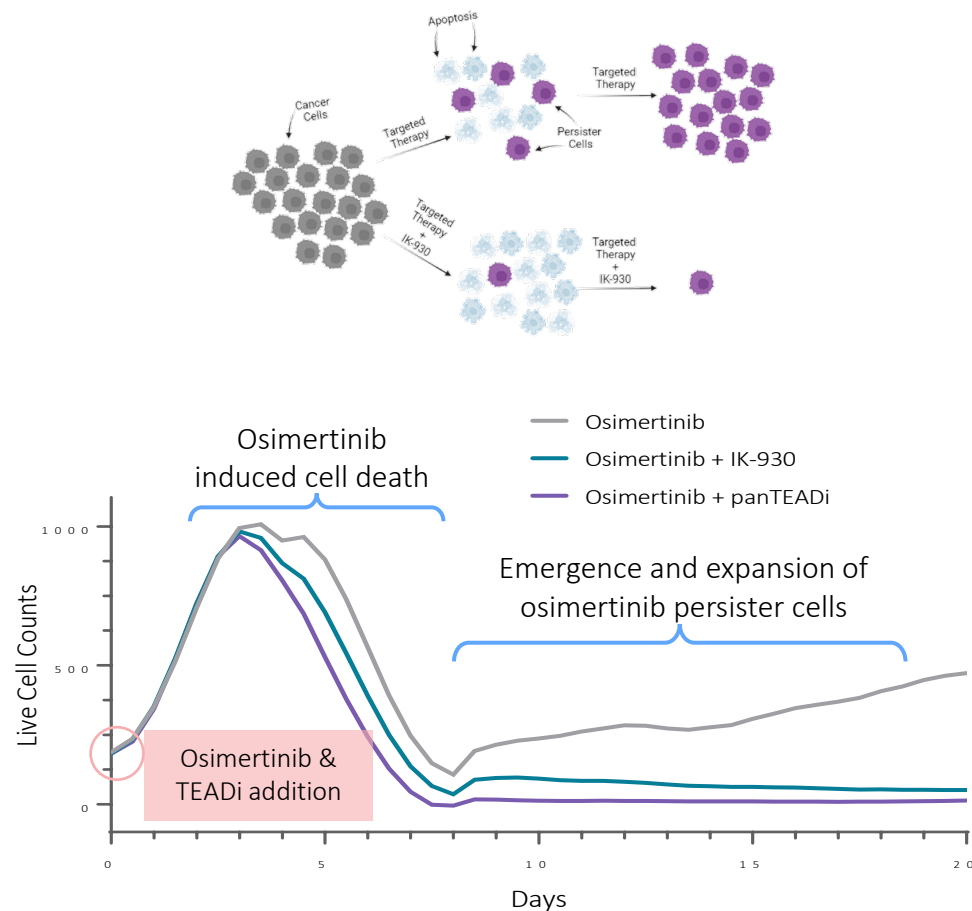 Apoptosis
Cancer
Cells
Targeted
Therapy
Targeted
Therapy
Persister
Cells
Targeted
Therapy
+
IK-930
Targeted
Therapy
+
IK-930
Osimertinib
Osimertinib + IK-930
Osimertinib + panTEADi
Osimertinib
induced cell death
Emergence and expansion of
osimertinib persister cells
Osimertinib &
TEADi addition
Live Cell Counts
1000
500
0
0 5 10 15 20
Days